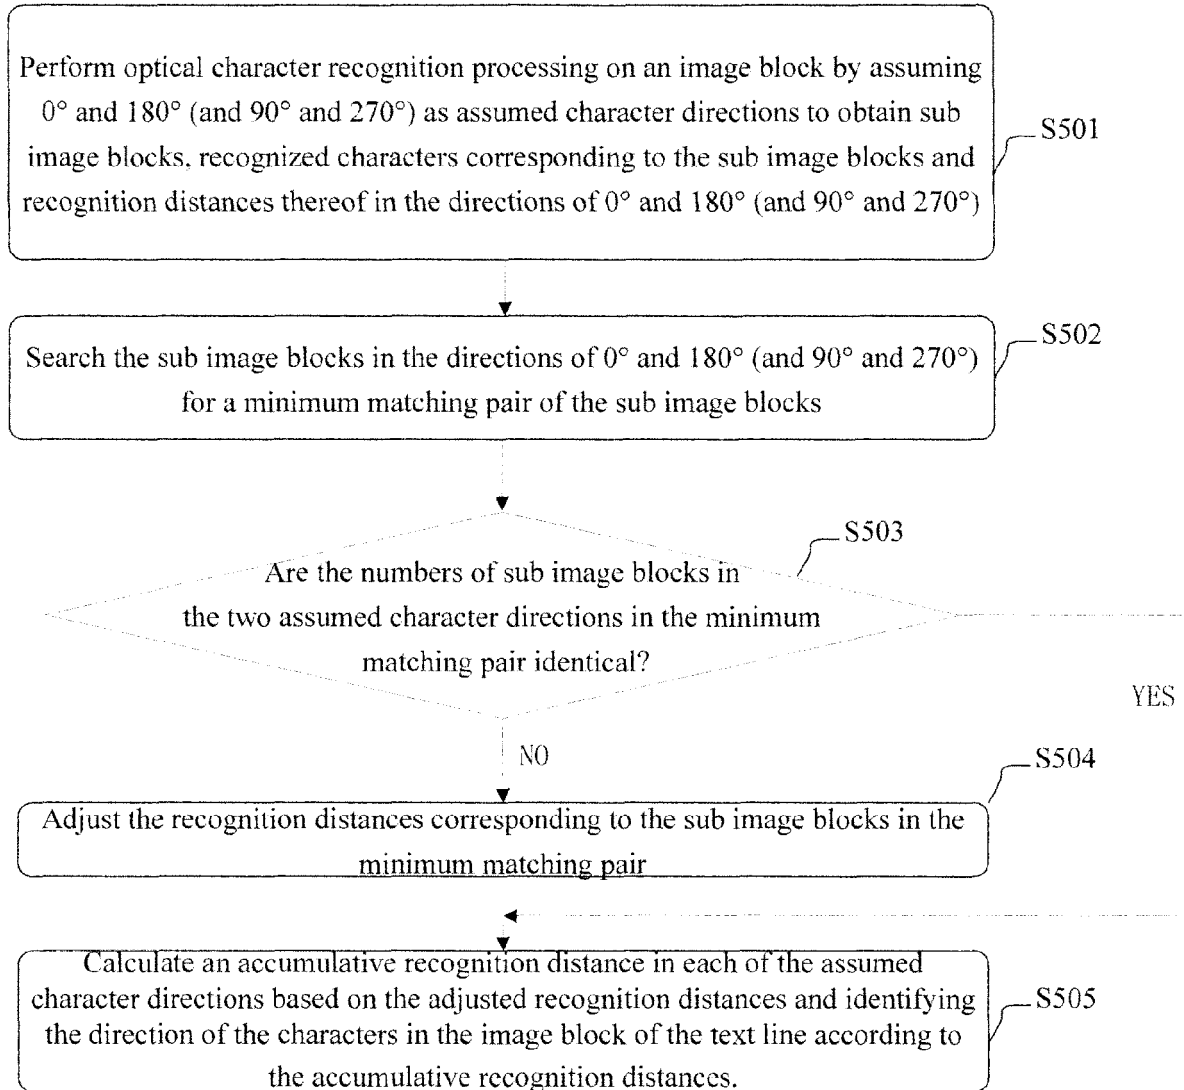 Perform optical character recognition processing on an image block by assuming
0° and 180° (and 90° and 270°) as assumed character directions to obtain sub
image blocks, recognized characters corresponding to the sub image blocks and
recognition distances thereof in the directions of 0° and 180° (and 90° and 270°)
S501
Search the sub image blocks in the directions of 0° and 180° (and 90° and 270°)
for a minimum matching pair of the sub image blocks
S502
S503
Are the numbers of sub image blocks in
the two assumed character directions in the minimum
matching pair identical?
YES
NO
S504
Adjust the recognition distances corresponding to the sub image blocks in the
minimum matching pair
Calculate an accumulative recognition distance in each of the assumed
character directions based on the adjusted recognition distances and identifying
the direction of the characters in the image block of the text line according to
the accumulative recognition distances.
S505